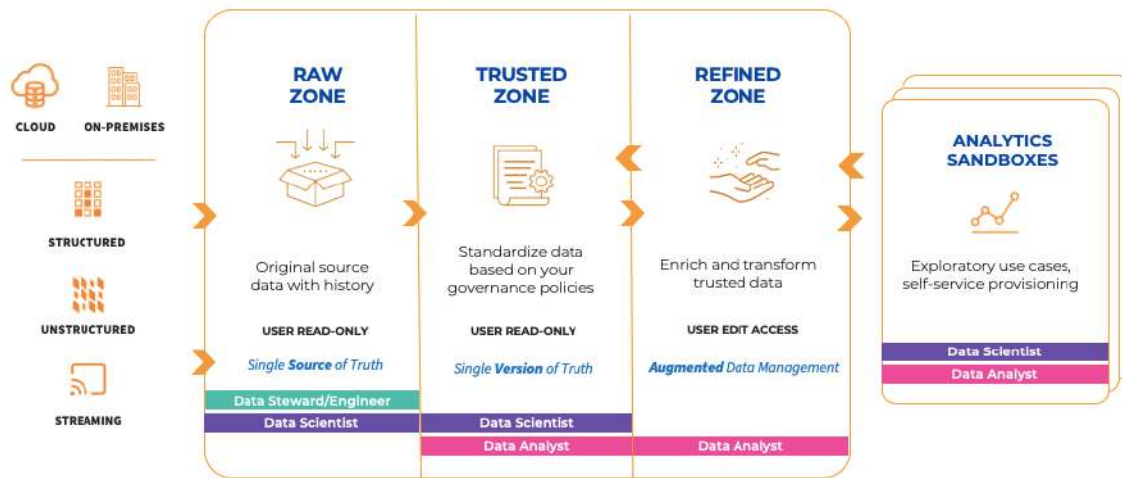 CLOUD
ON-PREMISES
STRUCTURED
UNSTRUCTURED
STREAMING
RAW
ZONE
Original source
data with history
USER READ-ONLY
Single Source of Truth
Data Steward/Engineer
Data Scientist
TRUSTED
ZONE
Standardize data
based on your
governance policies
USER READ-ONLY
Single Version of Truth
Data Scientist
Data Analyst
REFINED
ZONE
Enrich and transform
trusted data
USER EDIT ACCESS
Augmented Data Management
Data Analyst
ANALYTICS
SANDBOXES
Exploratory use cases,
self-service provisioning
Data Scientist
Data Analyst